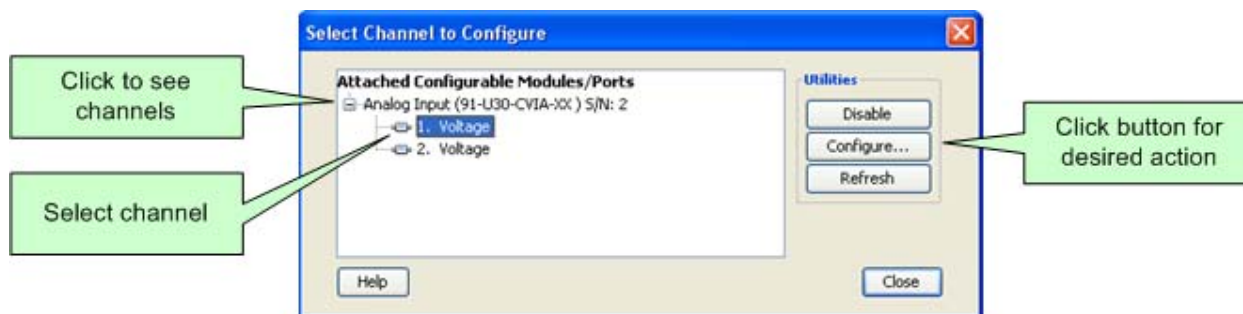 Select Channel to Configure
Click to see
channels
Attached Configurable Modules/Ports
Analog Input (91-U30-CVIA-XX ) S/N: 2
1. Voltage
2. Voltage
Select channel
Utilities
Disable
Configure...
Refresh
Click button for
desired action
Help
Close